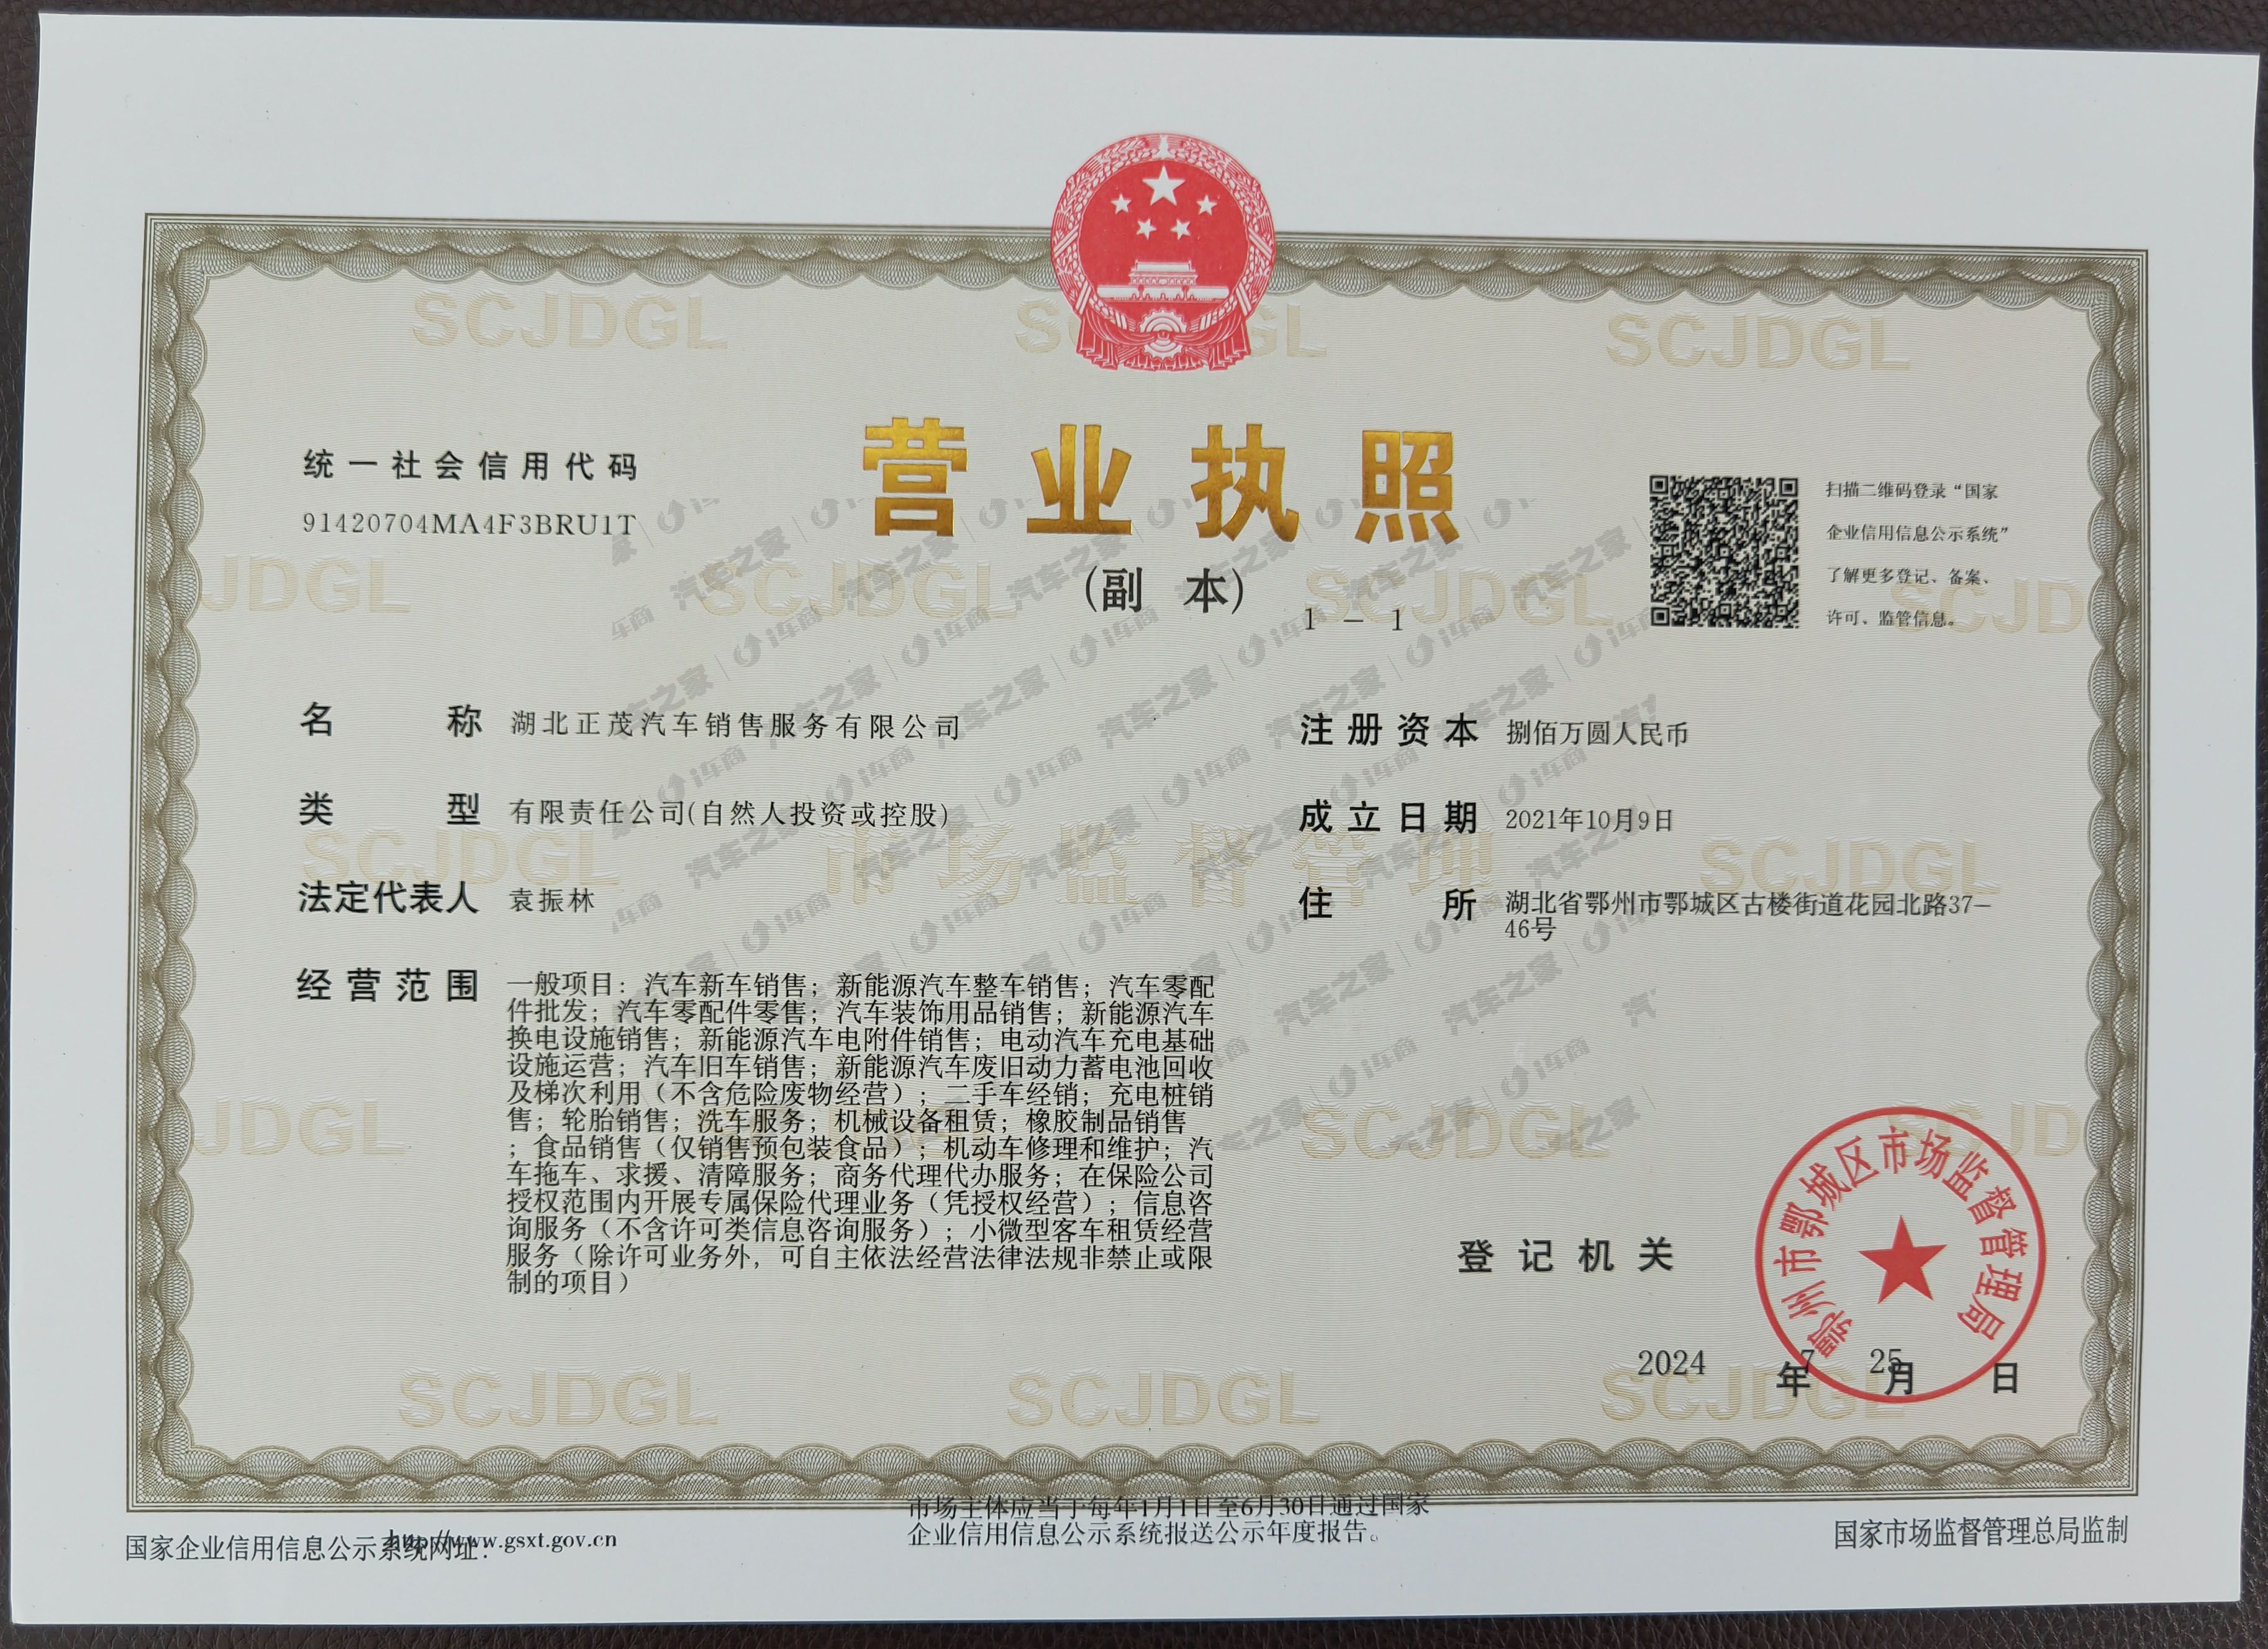 营业执照
(副 本)
1－1
统一社会信用代码
91420704MA4F3BRU1T
扫描二维码登录“国家
企业信用信息公示系统”
了解更多登记、备案、
许可、监管信息。
名 称 湖北正茂汽车销售服务有限公司
类 型 有限责任公司(自然人投资或控股)
法定代表人 袁振林
经营范围 一般项目：汽车新车销售；新能源汽车整车销售；汽车零配
件批发；汽车零配件零售；汽车装饰用品销售；新能源汽车
换电设施销售；新能源汽车电附件销售；电动汽车充电基础
设施运营；汽车旧车销售；新能源汽车废旧动力蓄电池回收
及梯次利用（不含危险废物经营）；二手车经销；充电桩销
售；轮胎销售；洗车服务；机械设备租赁；橡胶制品销售
；食品销售（仅销售预包装食品）；机动车修理和维护；汽
车拖车、求援、清障服务；商务代理代办服务；在保险公司
授权范围内开展专属保险代理业务（凭授权经营）；信息咨
询服务（不含许可类信息咨询服务）；小微型客车租赁经营
服务（除许可业务外，可自主依法经营法律法规非禁止或限
制的项目）
注册资本 捌佰万圆人民币
成立日期 2021年10月9日
住 所 湖北省鄂州市鄂城区古楼街道花园北路37－
46号
登记机关
鄂州市鄂城区市场监督管理局
2024 年 7 月 25 日
国家企业信用信息公示系统网址：http://www.gsxt.gov.cn
市场主体应当于每年1月1日至6月30日通过国家
企业信用信息公示系统报送公示年度报告。
国家市场监督管理总局监制
SCJDGL
市场监督管理
汽车之家 | i车商